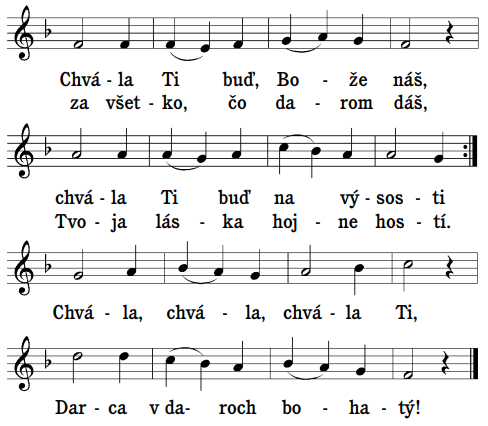 Chvá - la Ti buď, Bo - že náš,
za všet - ko, čo da - rom dáš,
chvá - la Ti buď na vý - sos - ti
Tvo - ja lás - ka hoj - ne hos - tí.
Chvá - la, chvá - la, chvá - la Ti,
Dar - ca v da - roch bo - ha - tý!